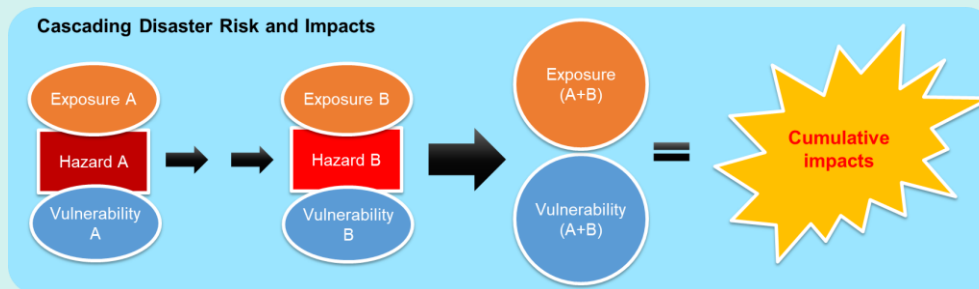 Cascading Disaster Risk and Impacts
Exposure A
Hazard A
Vulnerability
A
Exposure B
Hazard B
Vulnerability
B
Exposure
(A+B)
Vulnerability
(A+B)
=
Cumulative
impacts